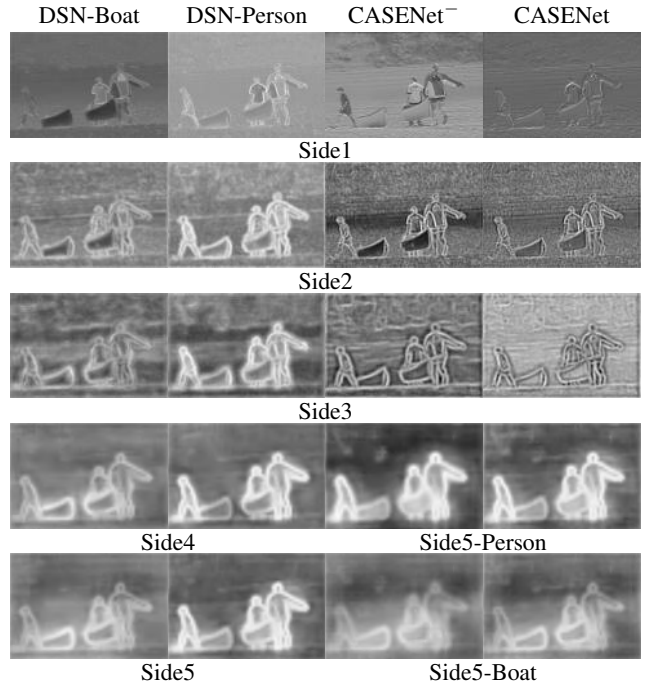 DSN-Boat DSN-Person CASENet⁻ CASENet
Side1
Side2
Side3
Side4 Side5-Person
Side5 Side5-Boat